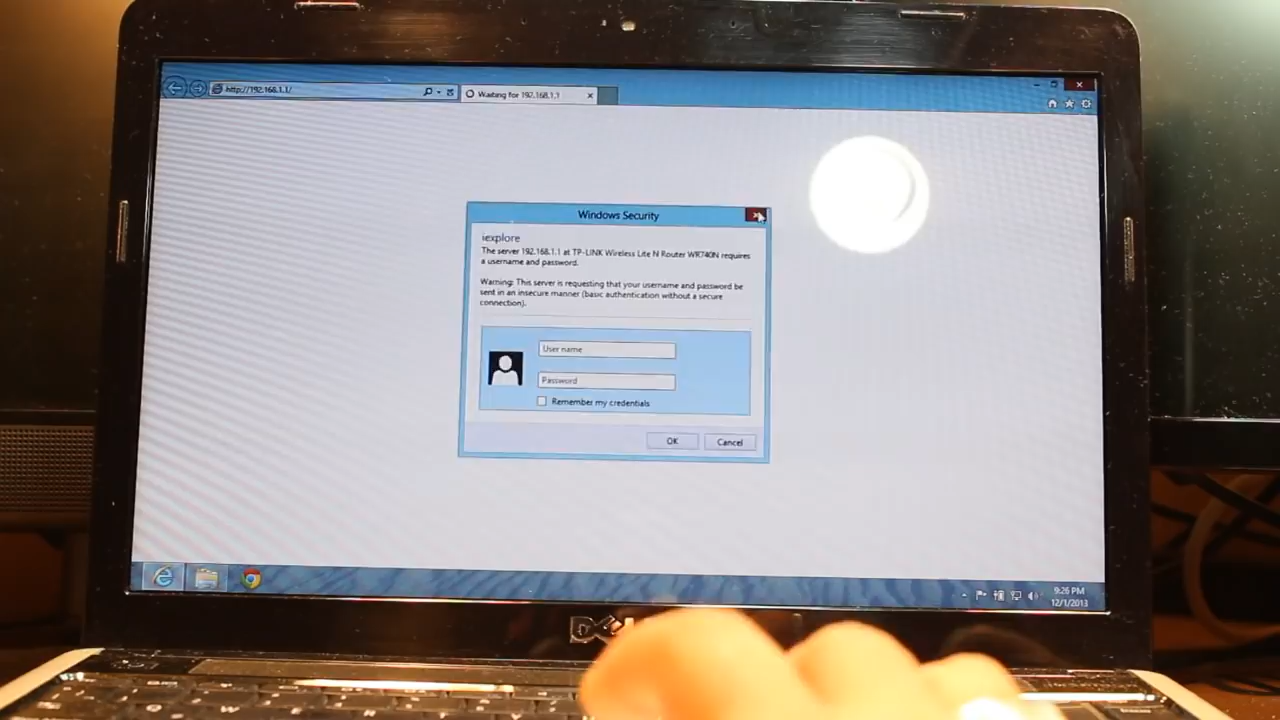 http://192.168.1.1/
Waiting for 192.168.1.1
Windows Security
iexplore
The server 192.168.1.1 at TP-LINK Wireless Lite N Router WR740N requires
a username and password.
Warning: This server is requesting that your username and password be
sent in an insecure manner (basic authentication without a secure
connection).
User name
Password
Remember my credentials
OK
Cancel
9:26 PM
12/1/2013